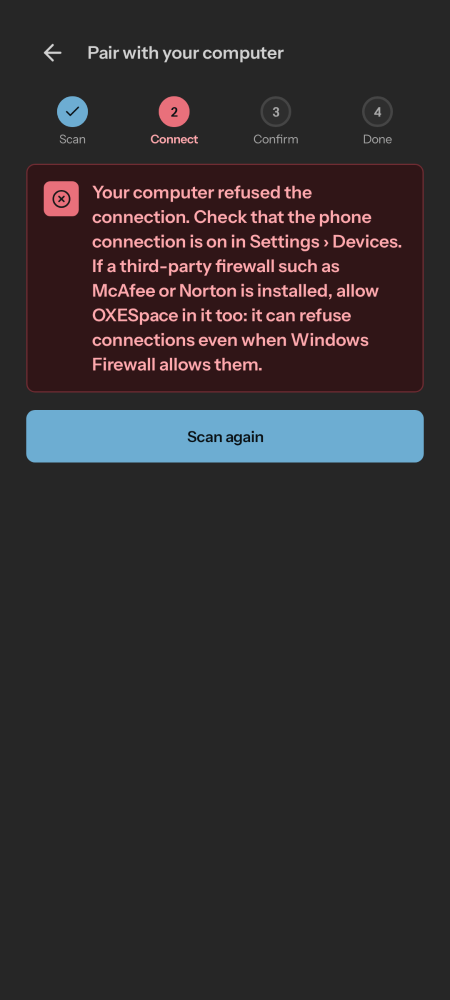 Pair with your computer
2
3
4
Scan
Connect
Confirm
Done
Your computer refused the
connection. Check that the phone
connection is on in Settings › Devices.
If a third-party firewall such as
McAfee or Norton is installed, allow
OXESpace in it too: it can refuse
connections even when Windows
Firewall allows them.
Scan again